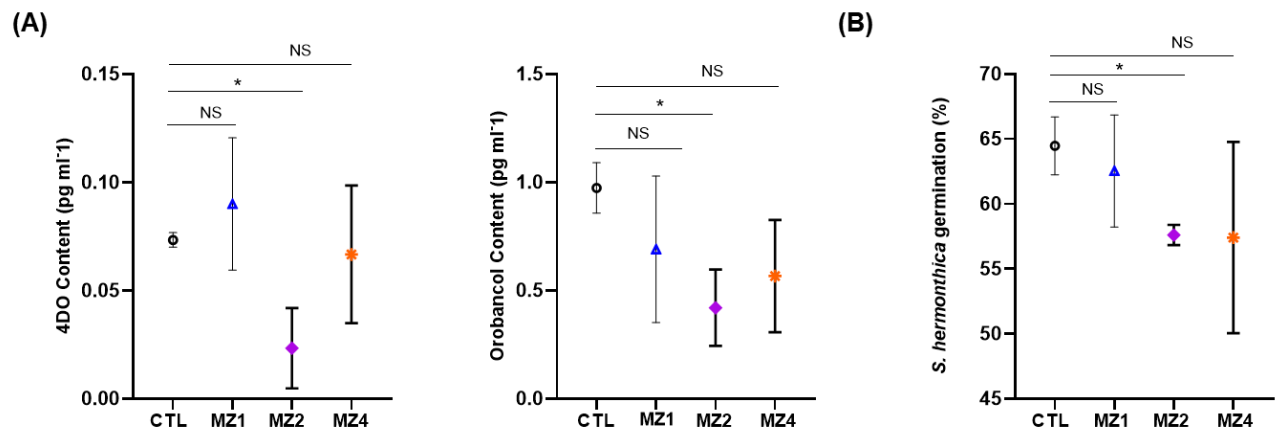 (A)
4DO Content (pg ml⁻¹)
0.15
0.10
0.05
0.00
NS
*
NS
CTL MZ1 MZ2 MZ4
Orobancol Content (pg ml⁻¹)
1.5
1.0
0.5
0.0
NS
*
NS
CTL MZ1 MZ2 MZ4
(B)
S. hermonthica germination (%)
70
65
60
55
50
45
NS
*
NS
CTL MZ1 MZ2 MZ4